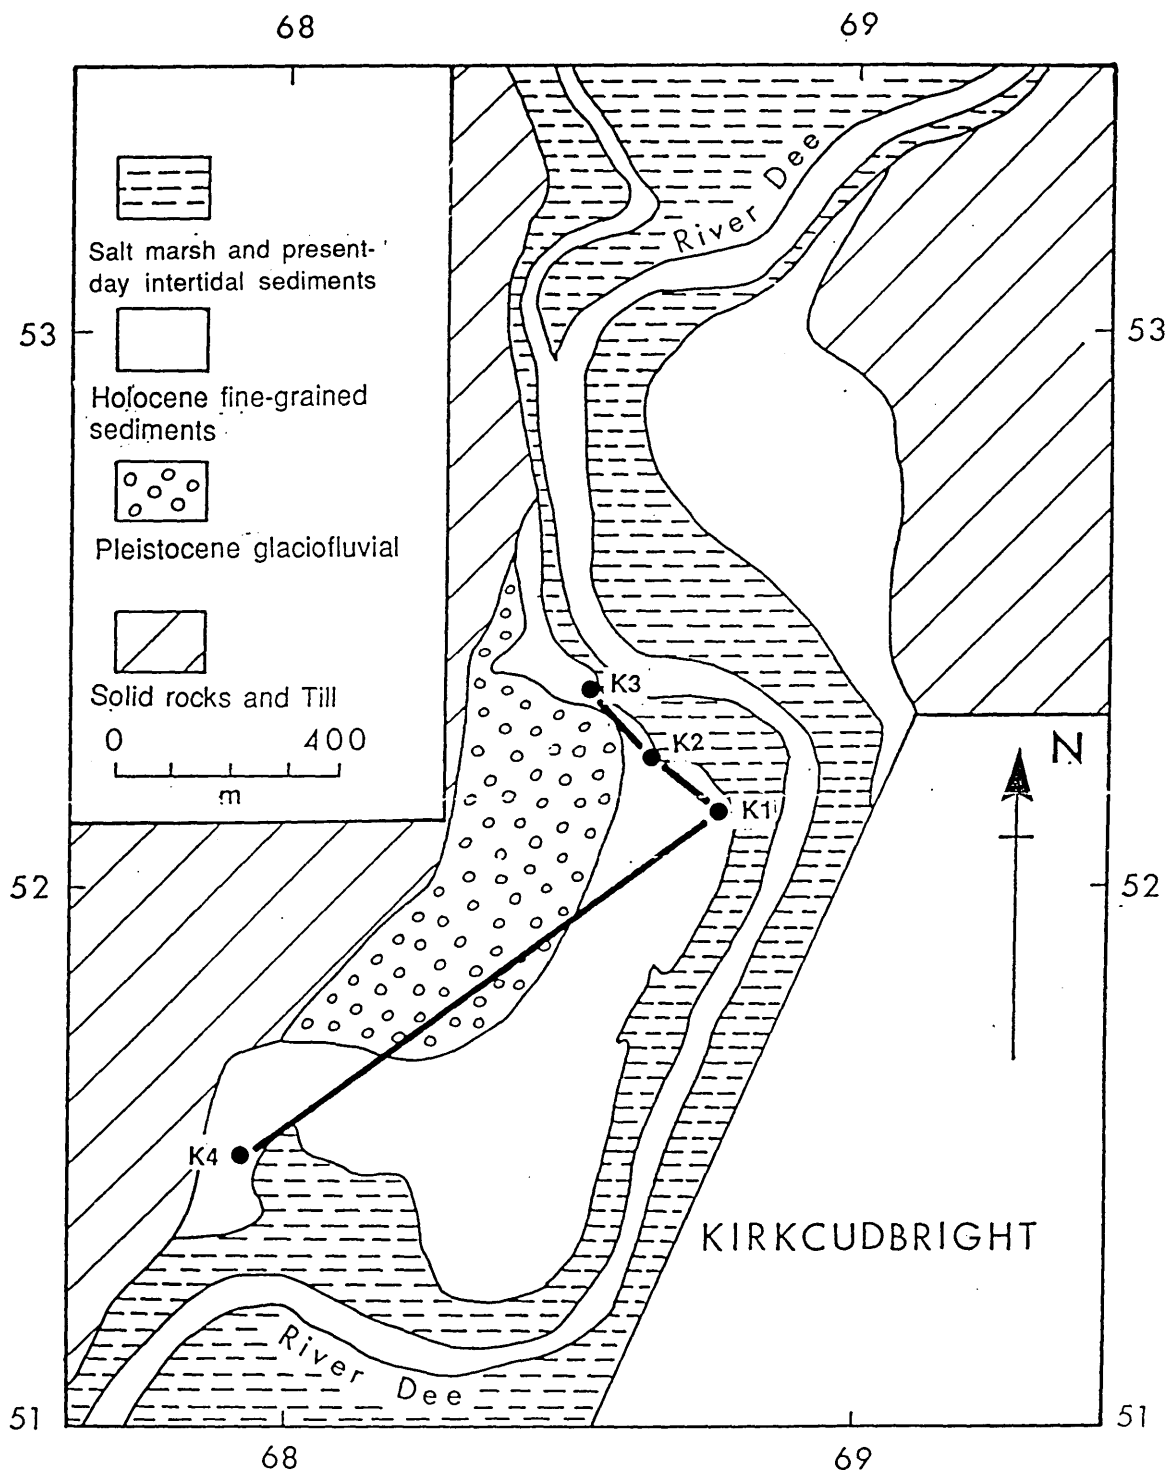 68
69
River Dee
Salt marsh and present-
day intertidal sediments
53
53
Holocene fine-grained
sediments
Pleistocene glaciofluvial
K3
Solid rocks and Till
0 400
m
K2
N
K1
52
52
K4
KIRKCUDBRIGHT
River Dee
51
51
68
69